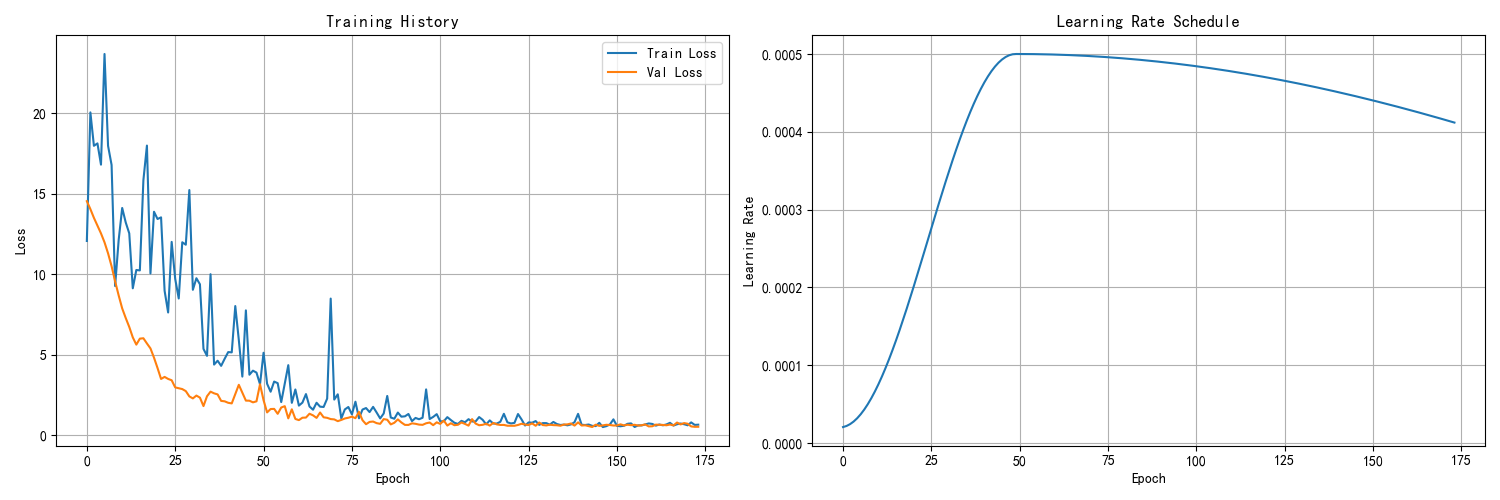 Training History
Train Loss
Val Loss
Loss
20
15
10
5
0
0 25 50 75 100 125 150 175
Epoch
Learning Rate Schedule
Learning Rate
0.0005
0.0004
0.0003
0.0002
0.0001
0.0000
0 25 50 75 100 125 150 175
Epoch